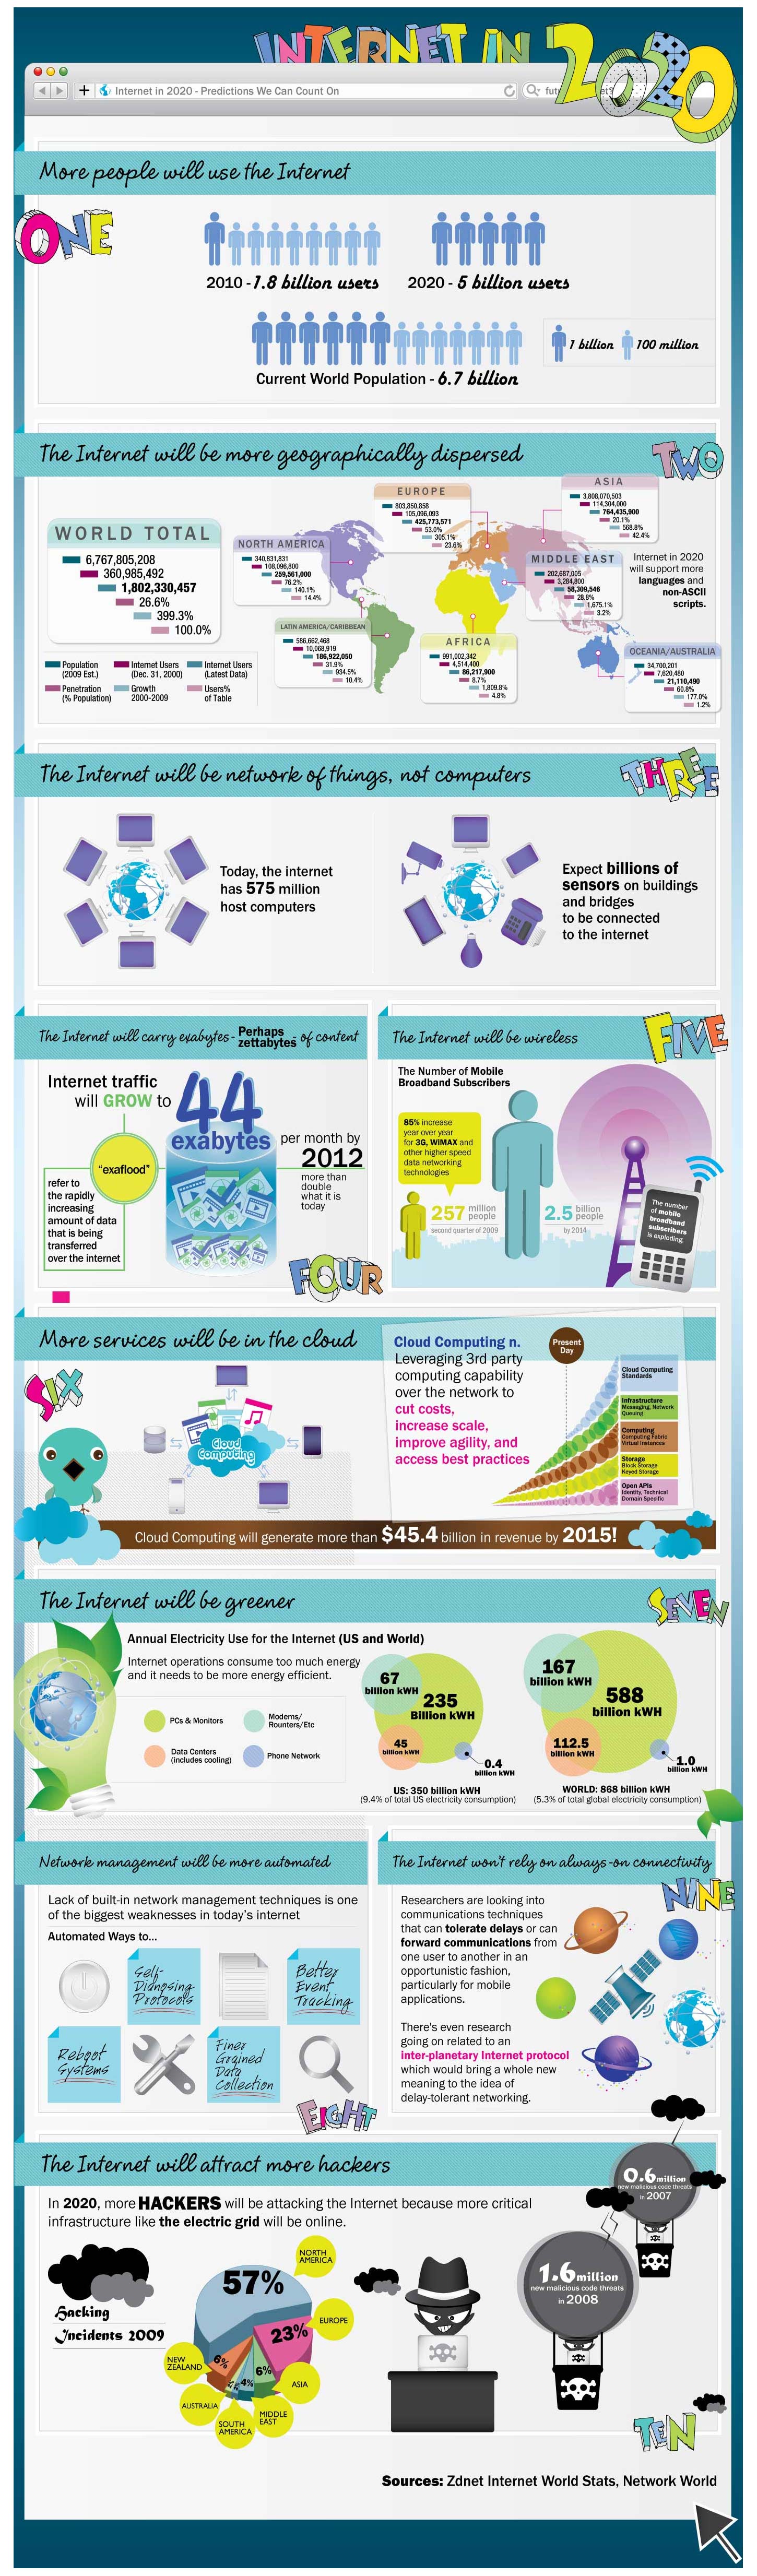 INTERNET IN 2020
Internet in 2020 - Predictions We Can Count On
More people will use the Internet
ONE
2010 - 1.8 billion users
2020 - 5 billion users
Current World Population - 6.7 billion
1 billion
100 million
The Internet will be more geographically dispersed
TWO
WORLD TOTAL
6,767,805,208
360,985,492
1,802,330,457
26.6%
399.3%
100.0%
Population
(2009 Est.)
Internet Users
(Dec. 31, 2000)
Internet Users
(Latest Data)
Penetration
(% Population)
Growth
2000-2009
Users%
of Table
NORTH AMERICA
340,831,831
108,096,800
259,561,000
76.2%
140.1%
14.4%
LATIN AMERICA/CARIBBEAN
586,662,468
10,068,919
186,922,050
31.9%
934.5%
10.4%
EUROPE
803,850,858
105,096,093
425,773,571
53.0%
305.1%
23.6%
ASIA
3,808,070,503
114,304,000
764,435,900
20.1%
568.8%
42.4%
MIDDLE EAST
202,687,005
3,284,800
58,309,546
28.8%
1,675.1%
3.2%
AFRICA
991,002,342
4,514,400
86,217,900
8.7%
1,809.8%
4.8%
OCEANIA/AUSTRALIA
34,700,201
7,620,480
21,110,490
60.8%
177.0%
1.2%
Internet in 2020
will support more
languages and
non-ASCII
scripts.
The Internet will be network of things, not computers
THREE
Today, the internet
has 575 million
host computers
Expect billions of
sensors on buildings
and bridges
to be connected
to the internet
The Internet will carry exabytes - Perhaps zettabytes - of content
Internet traffic
will GROW to
44
exabytes
per month by
2012
more than
double
what it is
today
"exaflood"
refer to
the rapidly
increasing
amount of data
that is being
transferred
over the internet
FOUR
The Internet will be wireless
FIVE
The Number of Mobile
Broadband Subscribers
85% increase
year-over year
for 3G, WiMAX and
other higher speed
data networking
technologies
257 million people
second quarter of 2009
2.5 billion people
by 2014
The number
of mobile
broadband
subscribers
is exploding.
More services will be in the cloud
SIX
Cloud
Computing
Cloud Computing n.
Leveraging 3rd party
computing capability
over the network to
cut costs,
increase scale,
improve agility, and
access best practices
Present
Day
Cloud Computing
Standards
Infrastructure
Messaging, Network
Queuing
Computing
Computing Fabric
Virtual Instances
Storage
Block Storage
Keyed Storage
Open APIs
Identity, Technical
Domain Specific
Cloud Computing will generate more than $45.4 billion in revenue by 2015!
The Internet will be greener
SEVEN
Annual Electricity Use for the Internet (US and World)
Internet operations consume too much energy
and it needs to be more energy efficient.
PCs & Monitors
Modems/
Rounters/Etc
Data Centers
(includes cooling)
Phone Network
67
billion kWH
235
Billion kWH
45
billion kWH
0.4
billion kWH
US: 350 billion kWH
(9.4% of total US electricity consumption)
167
billion kWH
588
billion kWH
112.5
billion kWH
1.0
billion kWH
WORLD: 868 billion kWH
(5.3% of total global electricity consumption)
Network management will be more automated
Lack of built-in network management techniques is one
of the biggest weaknesses in today's internet
Automated Ways to...
Self-
Didnosing
Protocols
Better
Event
Tracking
Reboot
Systems
Finer
Grained
Data
Collection
EIGHT
The Internet won't rely on always-on connectivity
NINE
Researchers are looking into
communications techniques
that can tolerate delays or can
forward communications from
one user to another in an
opportunistic fashion,
particularly for mobile
applications.
There's even research
going on related to an
inter-planetary Internet protocol
which would bring a whole new
meaning to the idea of
delay-tolerant networking.
The Internet will attract more hackers
In 2020, more HACKERS will be attacking the Internet because more critical
infrastructure like the electric grid will be online.
0.6 million
new malicious code threats
in 2007
1.6 million
new malicious code threats
in 2008
Hacking
Incidents 2009
57%
NORTH
AMERICA
23%
EUROPE
6%
ASIA
4%
MIDDLE
EAST
SOUTH
AMERICA
AUSTRALIA
6%
NEW
ZEALAND
TEN
Sources: Zdnet Internet World Stats, Network World